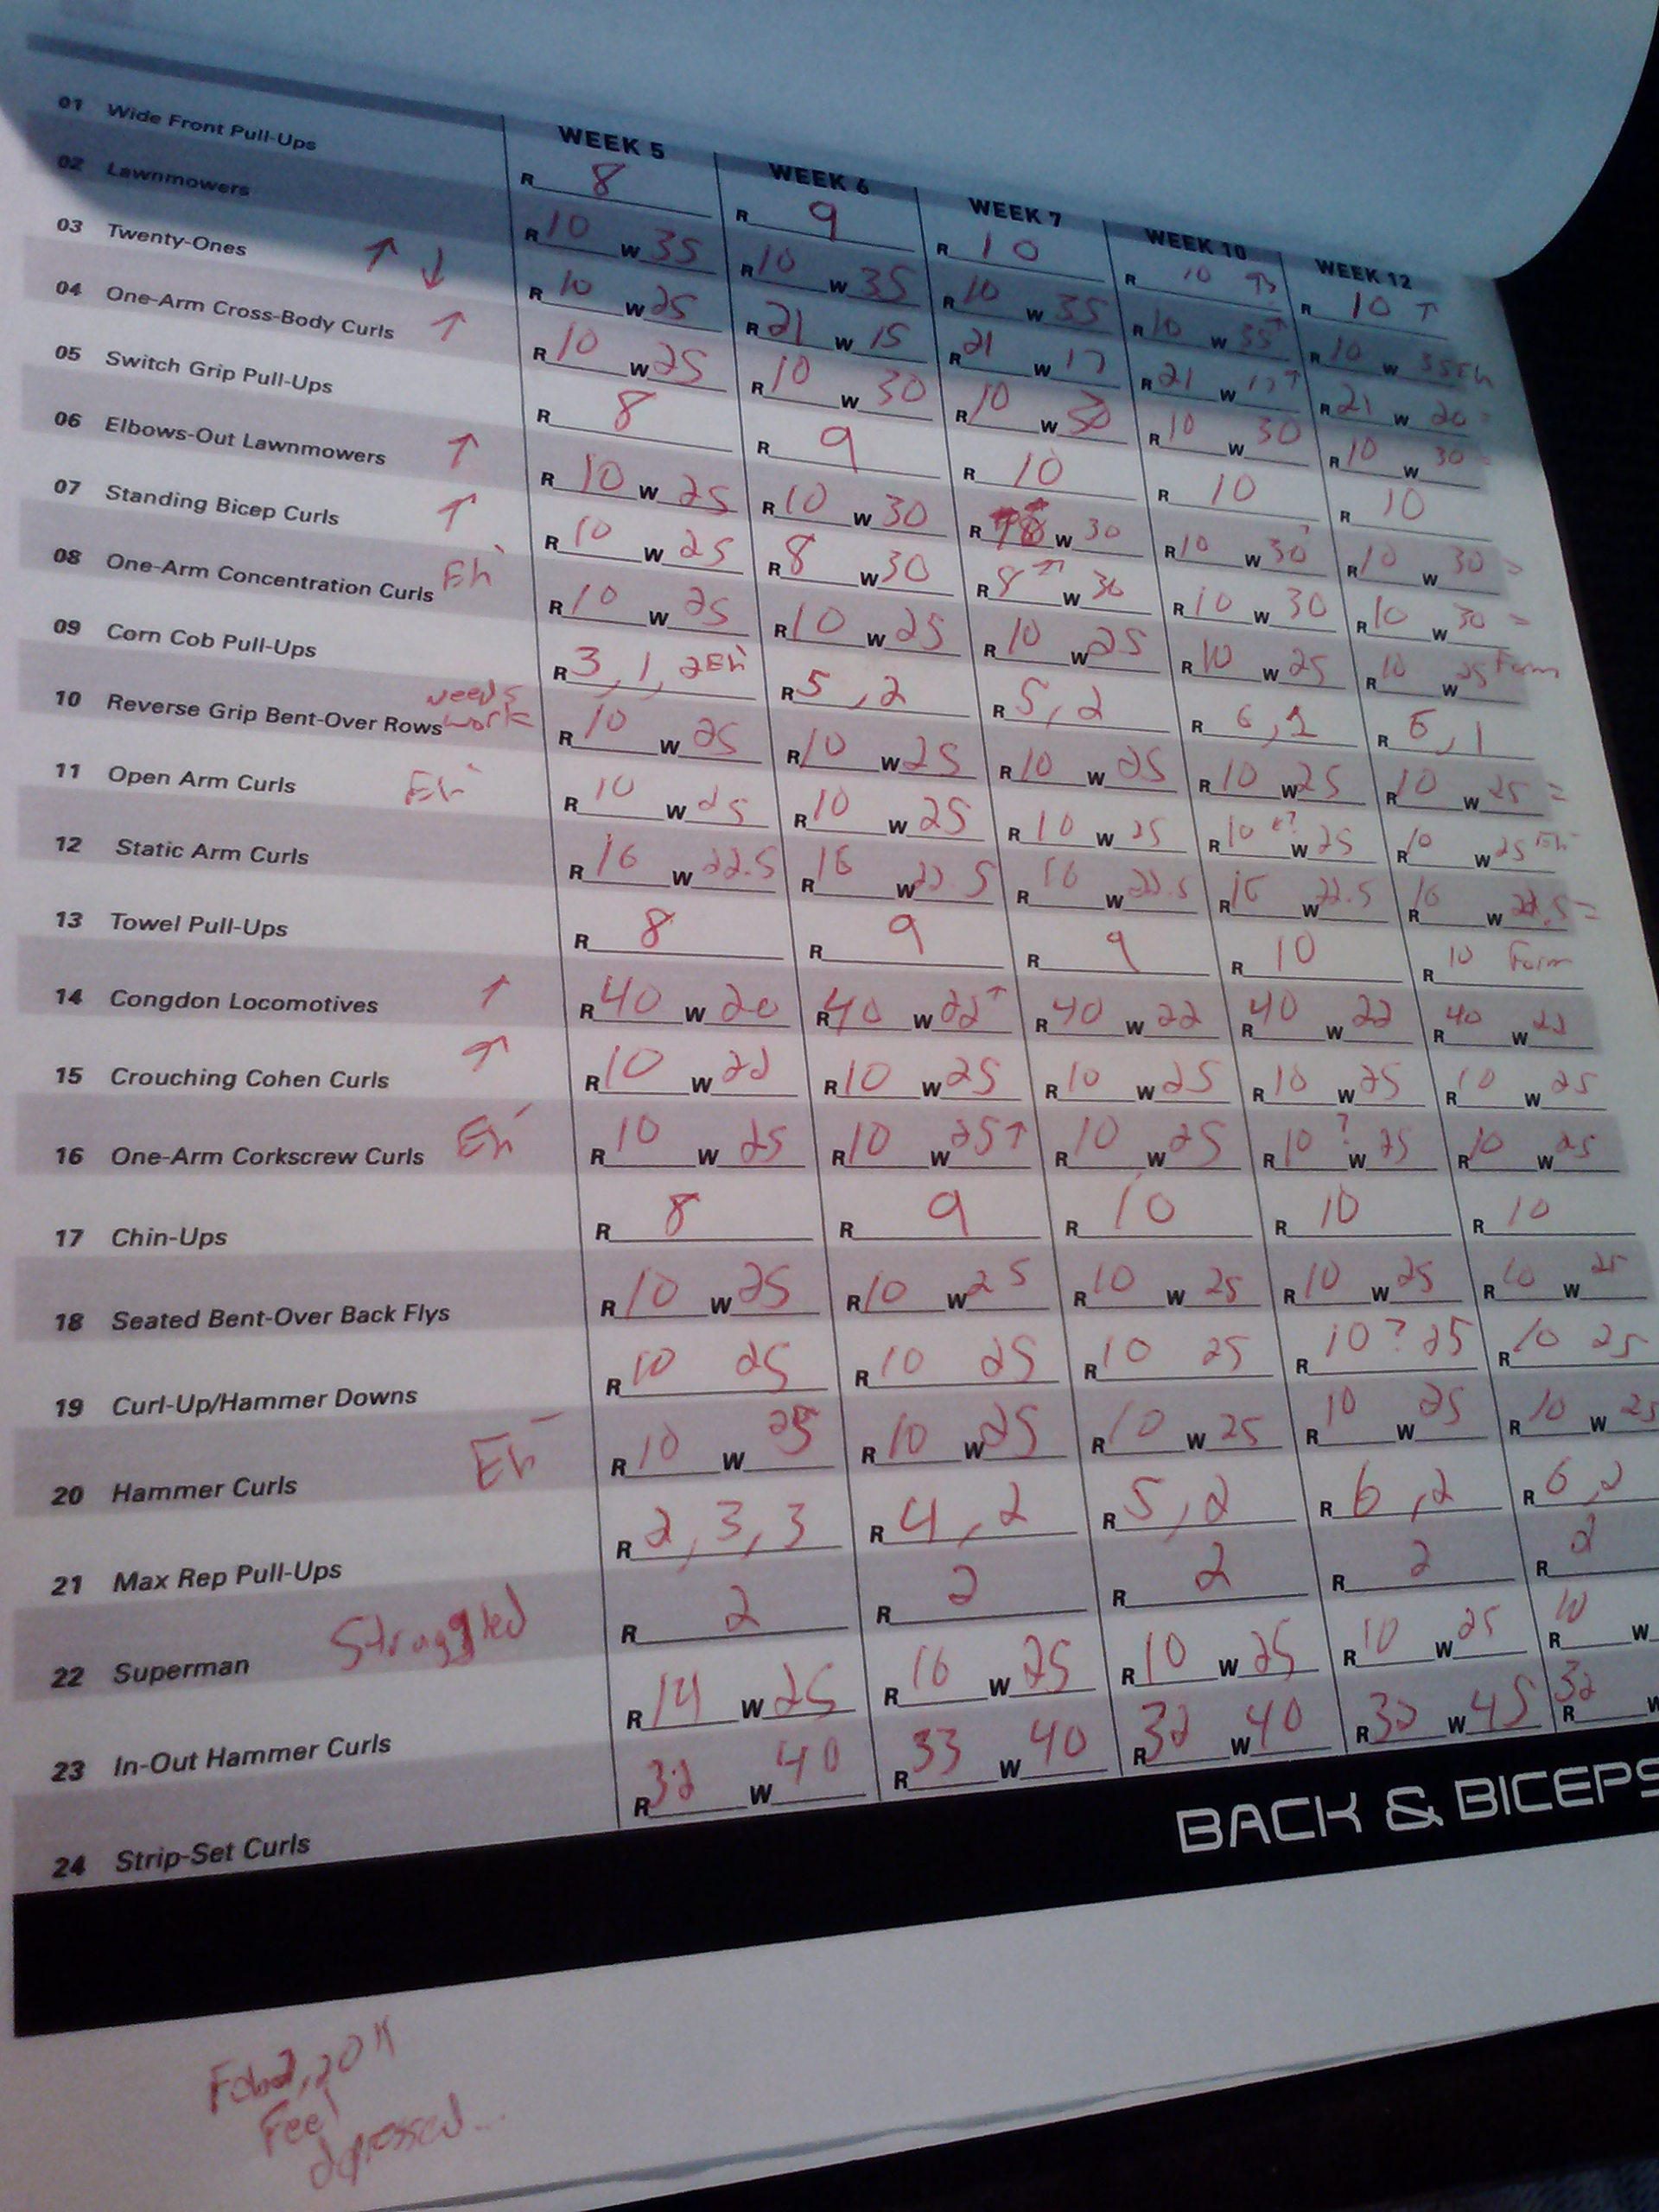 WEEK 5 WEEK 6 WEEK 7 WEEK 10 WEEK 12
01 Wide Front Pull-Ups R 8 R 9 R 10 R 10 R 10 ↑
02 Lawnmowers R 10 W 35 R 10 W 35 R 10 W 35 R 10 W 35 ↑ R 10 W 35 Eh
03 Twenty-Ones ↑ ↓ R 10 W 25 R 21 W 15 R 21 W 17 R 21 W 17 ↑ R 21 W 20 =
04 One-Arm Cross-Body Curls ↑ R 10 W 25 R 10 W 30 R 10 W 30 R 10 W 30 R 10 W 30 =
05 Switch Grip Pull-Ups R 8 R 9 R 10 R 10 R 10
06 Elbows-Out Lawnmowers ↑ R 10 W 25 R 10 W 30 R W 30 R 10 W 30 R 10 W 30 =
07 Standing Bicep Curls ↑ R 10 W 25 R 8 W 30 R 8 W 30 R 10 W 30 R 10 W 30 =
08 One-Arm Concentration Curls Eh R 10 W 25 R 10 W 25 R 10 W 25 R 10 W 25 R 10 W 25 Form
09 Corn Cob Pull-Ups R 3, 1, 2 Eh R 5, 2 R 5, 2 R 6, R 6, 1
10 Reverse Grip Bent-Over Rows needs work R 10 W 25 R 10 W 25 R 10 W 25 R 10 W 25 R 10 W 25 =
11 Open Arm Curls Eh R 10 W 25 R 10 W 25 R 10 W 25 R 10 W 25 R 10 W 25 Eh
12 Static Arm Curls R 16 W 22.5 R 16 W 22.5 R 16 W 22.5 R 16 W 22.5 R 16 W 22.5 =
13 Towel Pull-Ups R 8 R 9 R 9 R 10 R 10 Form
14 Congdon Locomotives ↑ R 40 W 20 R 40 W 22 ↑ R 40 W 22 R 40 W 22 R 40 W 22
15 Crouching Cohen Curls ↑ R 10 W 22 R 10 W 25 R 10 W 25 R 10 W 25 R 10 W 25
16 One-Arm Corkscrew Curls Eh R 10 W 25 R 10 W 25 ↑ R 10 W 25 R 10 ? W 25 R 10 W 25
17 Chin-Ups R 8 R 9 R 10 R 10 R 10
18 Seated Bent-Over Back Flys R 10 W 25 R 10 W 25 R 10 W 25 R 10 W 25 R 10 W 25
19 Curl-Up/Hammer Downs R 10 25 R 10 25 R 10 25 R 10 ? 25 R 10 25
20 Hammer Curls Eh R 10 W 25 R 10 W 25 R 10 W 25 R 10 W 25 R 10 W 25
21 Max Rep Pull-Ups R 2, 3, 3 R 4, 2 R 5, 2 R 6, 2 R 6, 2
22 Superman Struggled R 2 R 2 R 2 R 2 R 2
23 In-Out Hammer Curls R 14 W 25 R 16 W 25 R 10 W 25 R 10 W 25 R 10 W
24 Strip-Set Curls R 32 W 40 R 33 W 40 R 32 W 40 R 32 W 45 R 32 W
BACK & BICEPS
Feb 2, 2011
Feel
dpressed...